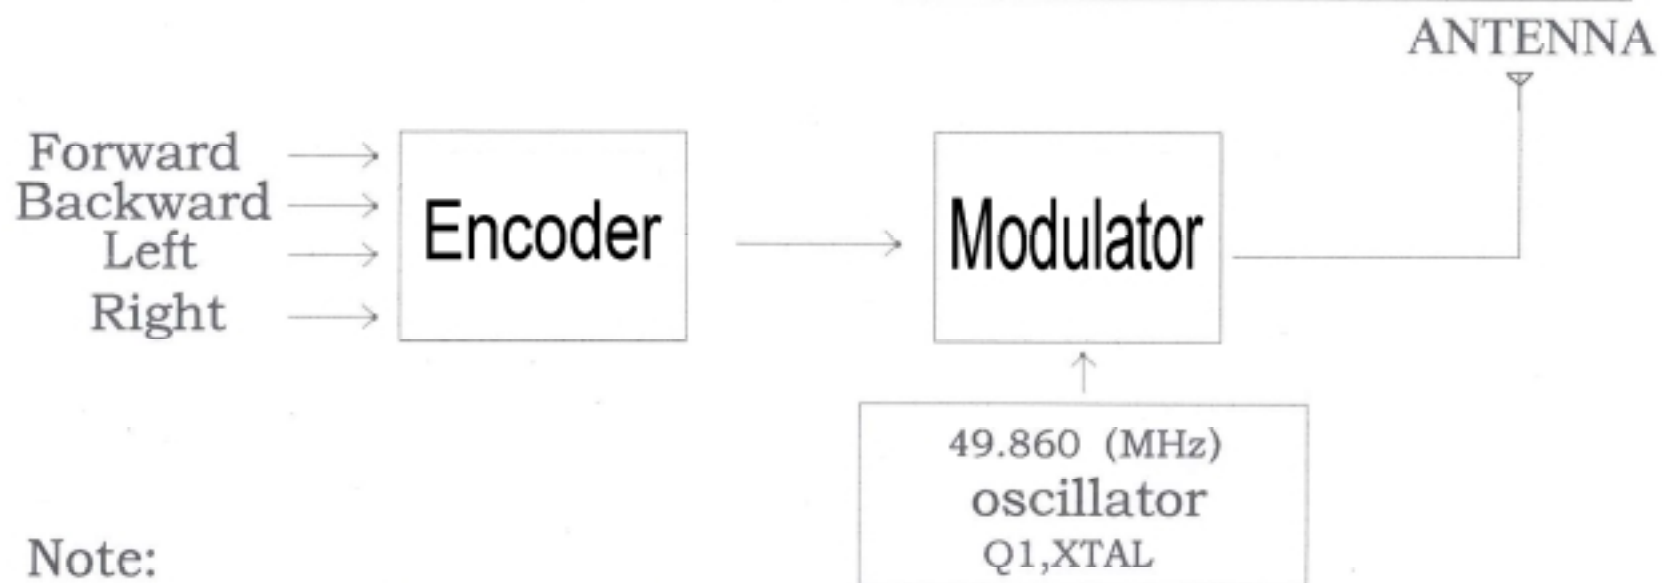 ANTENNA
Forward
Backward
Left
Right
Encoder
Modulator
49.860 (MHz)
oscillator
Q1,XTAL
Note: